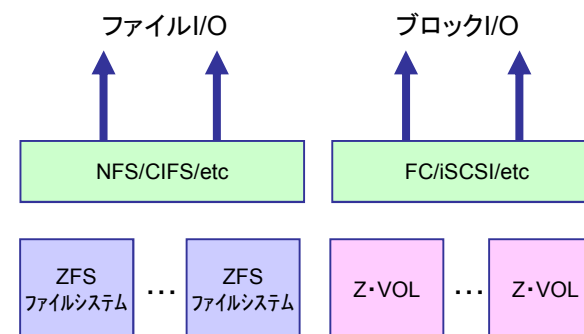 ファイルI/O
ブロックI/O
NFS/CIFS/etc
FC/iSCSI/etc
ZFS
ファイルシステム
...
ZFS
ファイルシステム
Z・VOL
...
Z・VOL